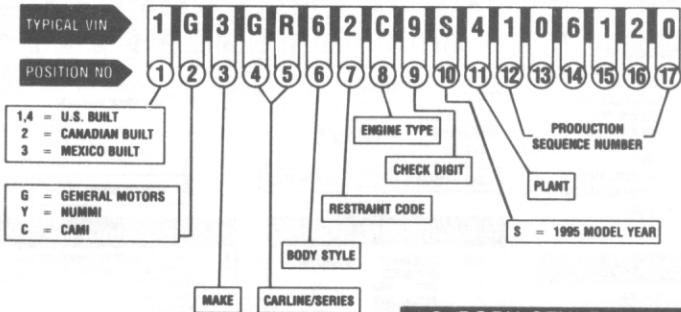 TYPICAL VIN 1 G 3 G R 6 2 C 9 S 4 1 0 6 1 2 0
POSITION NO 1 2 3 4 5 6 7 8 9 10 11 12 13 14 15 16 17
1,4 = U.S. BUILT
2 = CANADIAN BUILT
3 = MEXICO BUILT
G = GENERAL MOTORS
Y = NUMMI
C = CAMI
MAKE
CARLINE/SERIES
BODY STYLE
RESTRAINT CODE
ENGINE TYPE
CHECK DIGIT
S = 1995 MODEL YEAR
PLANT
PRODUCTION
SEQUENCE NUMBER